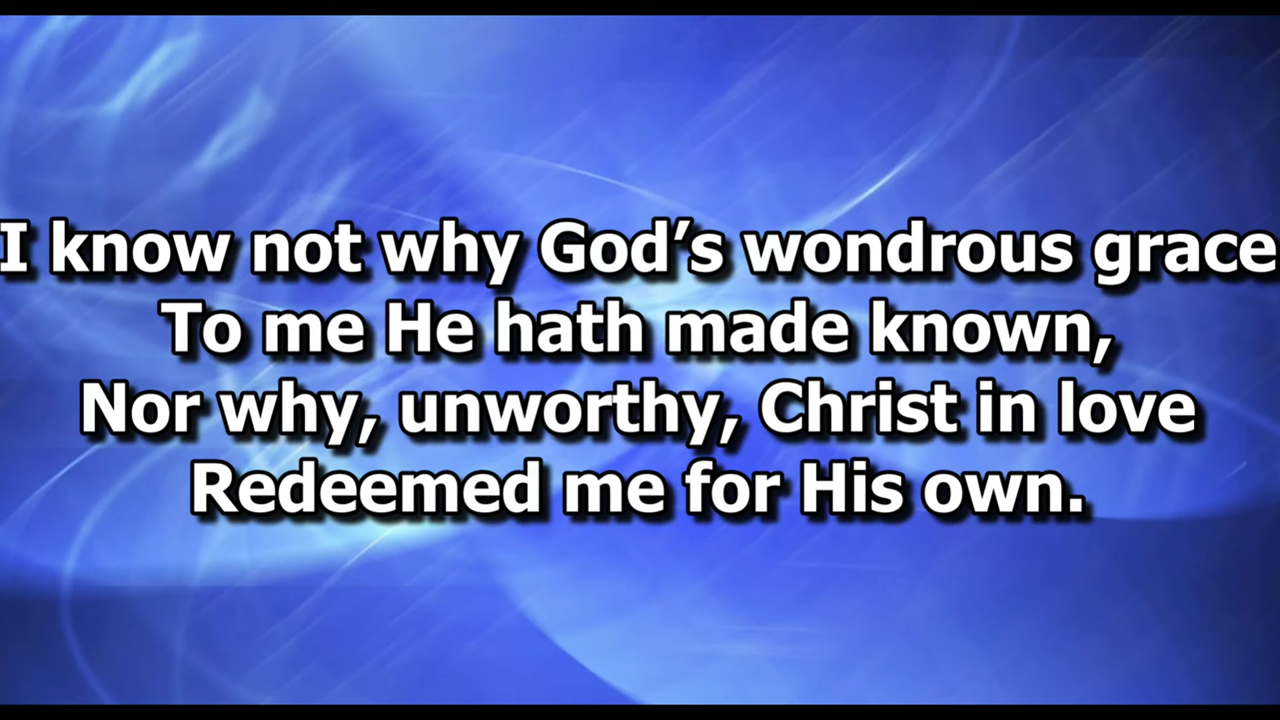 I know not why God’s wondrous grace
To me He hath made known,
Nor why, unworthy, Christ in love
Redeemed me for His own.